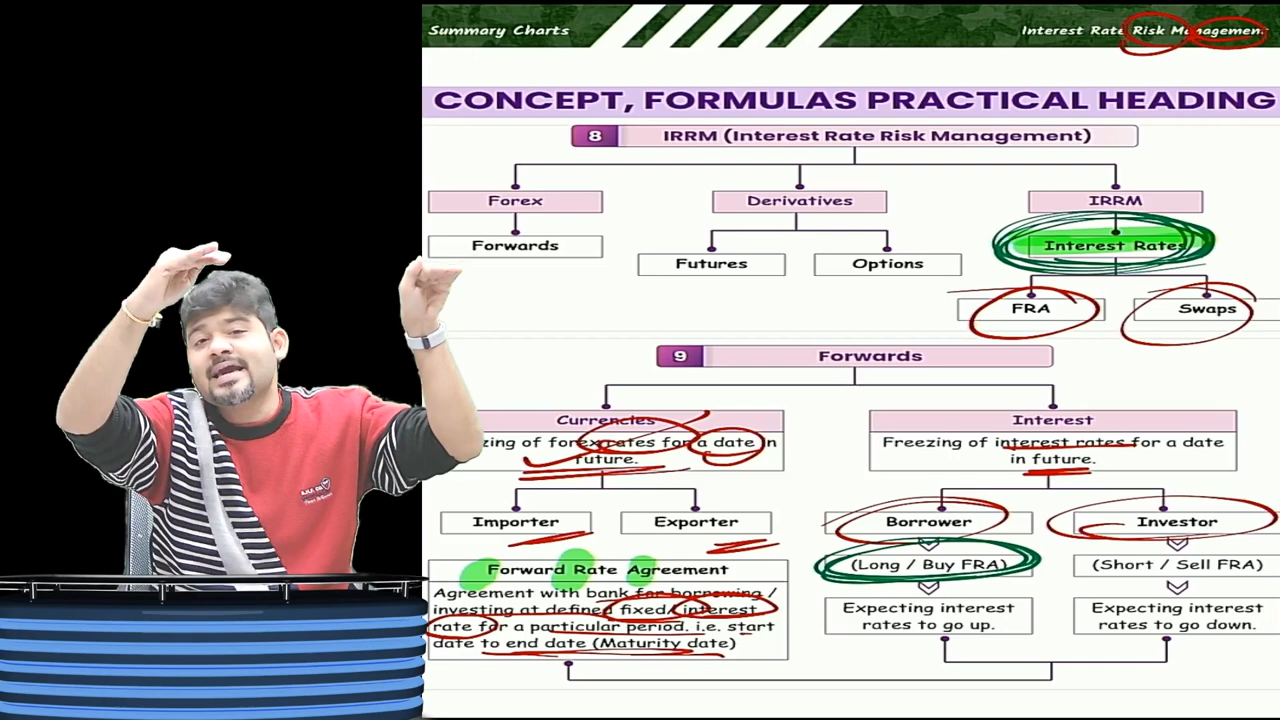 Summary Charts
Interest Rate Risk Management
CONCEPT, FORMULAS PRACTICAL HEADING
8 IRRM (Interest Rate Risk Management)
Forex
Derivatives
IRRM
Forwards
Futures
Options
Interest Rates
FRA
Swaps
9 Forwards
Currencies
zing of forex rates for a date in
future.
Importer
Exporter
Interest
Freezing of interest rates for a date
in future.
Borrower
Investor
(Long / Buy FRA)
(Short / Sell FRA)
Expecting interest
rates to go up.
Expecting interest
rates to go down.
Forward Rate Agreement
Agreement with bank for borrowing /
investing at defined fixed/ interest
rate for a particular period. i.e. start
date to end date (Maturity date)